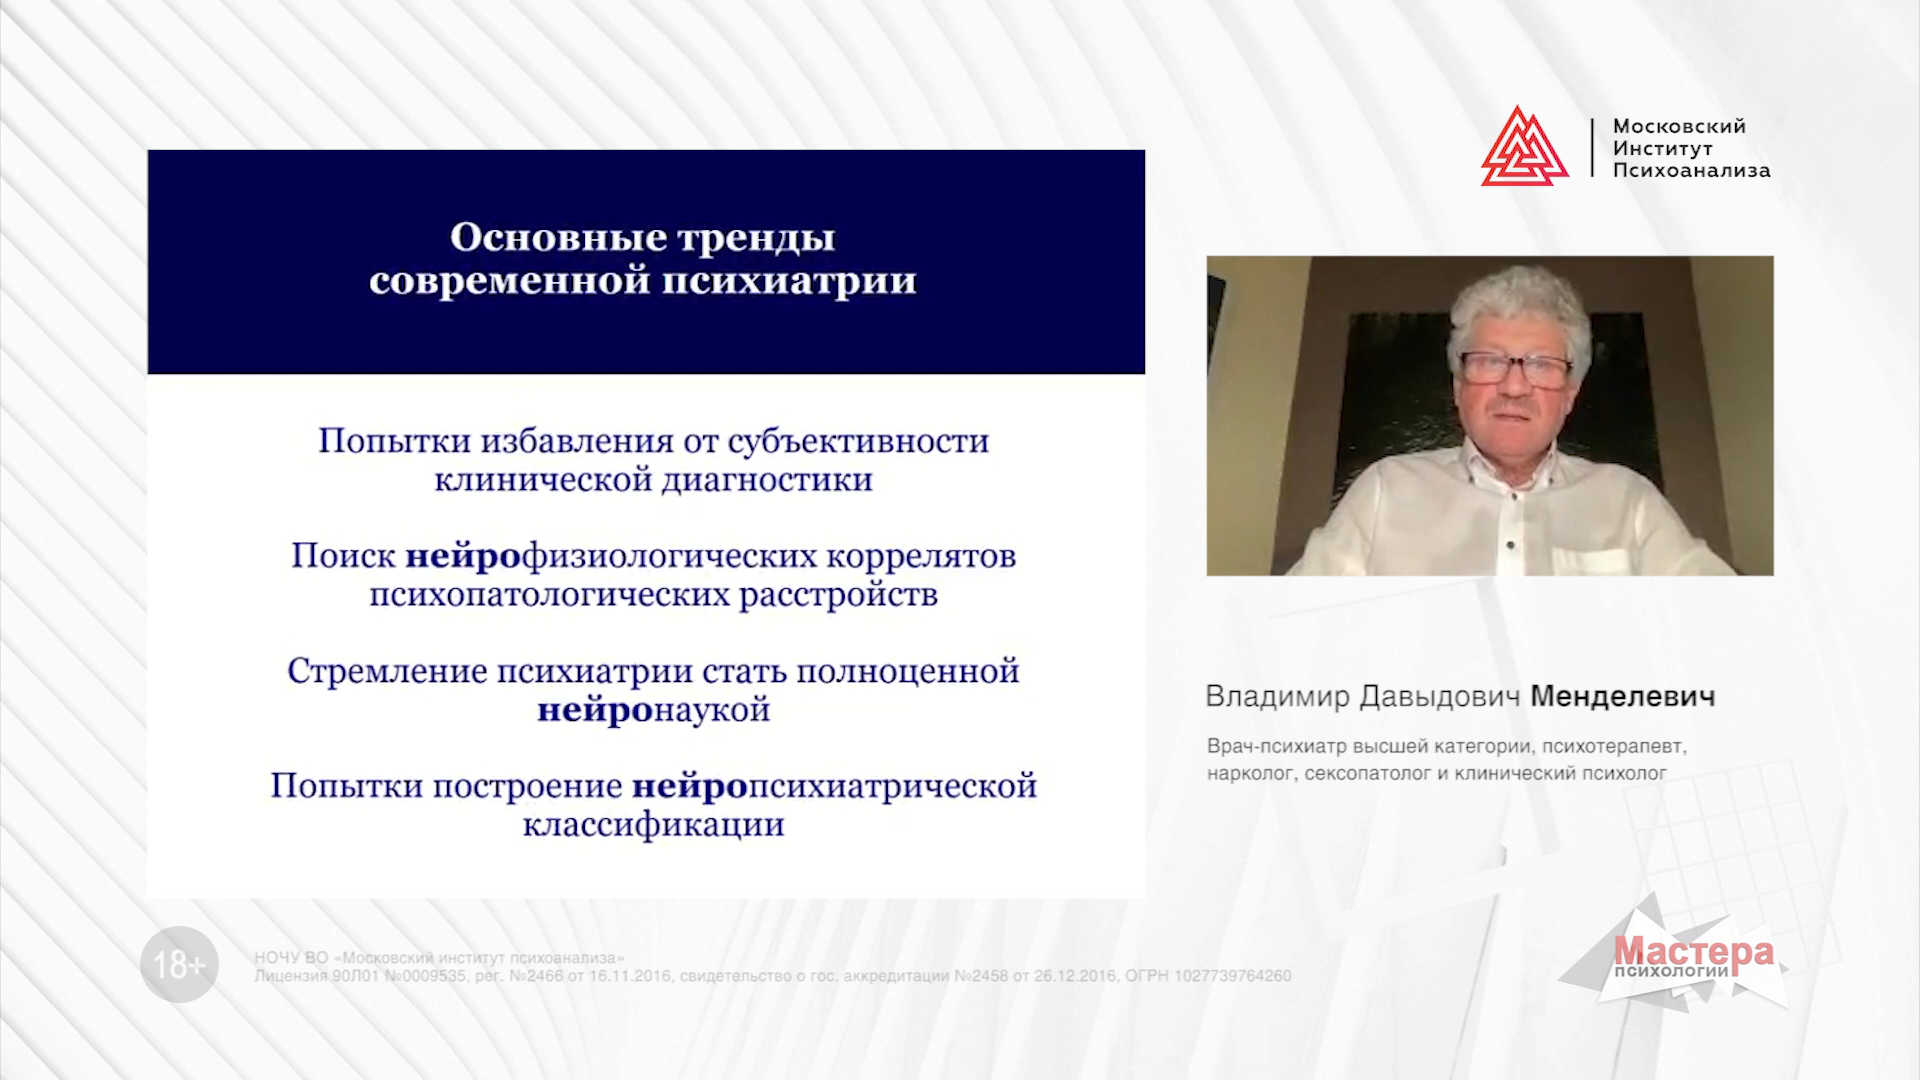 Московский
Институт
Психоанализа
Основные тренды
современной психиатрии
Попытки избавления от субъективности
клинической диагностики
Поиск нейрофизиологических коррелятов
психопатологических расстройств
Стремление психиатрии стать полноценной
нейронаукой
Попытки построение нейропсихиатрической
классификации
Владимир Давыдович Менделевич
Врач-психиатр высшей категории, психотерапевт,
нарколог, сексопатолог и клинический психолог
18+
НОЧУ ВО «Московский институт психоанализа»
Лицензия 90Л01 №0009535, рег. №2466 от 16.11.2016, свидетельство о гос. аккредитации №2458 от 26.12.2016, ОГРН 1027739764260
Мастера
психологии